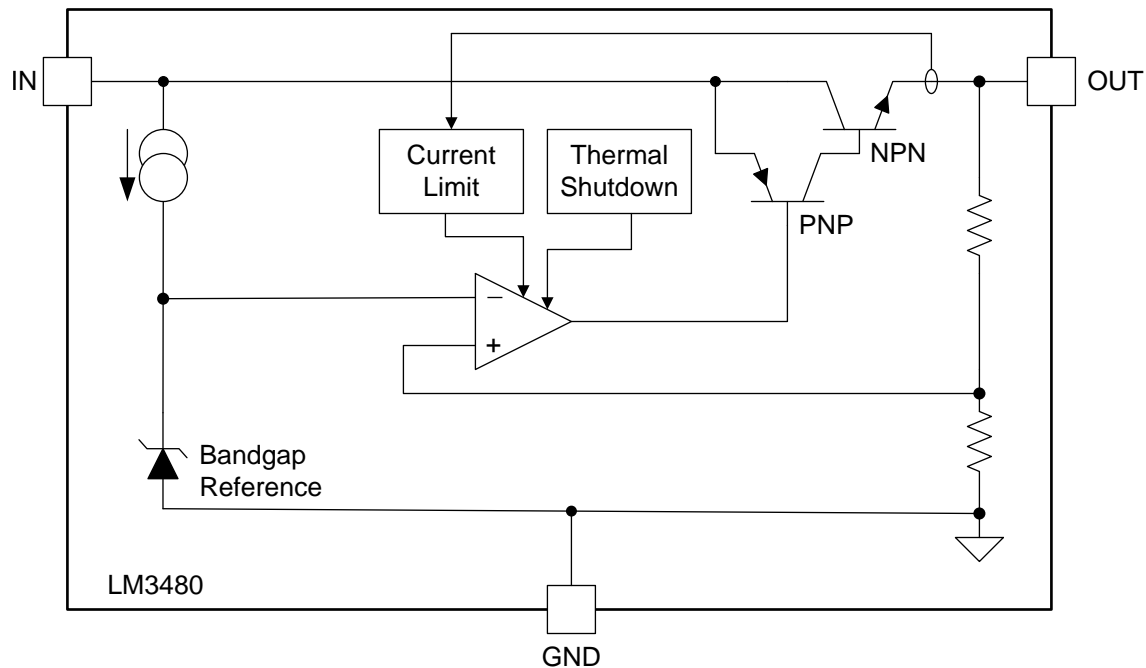 IN
OUT
Current
Limit
Thermal
Shutdown
NPN
PNP
−
+
Bandgap
Reference
LM3480
GND